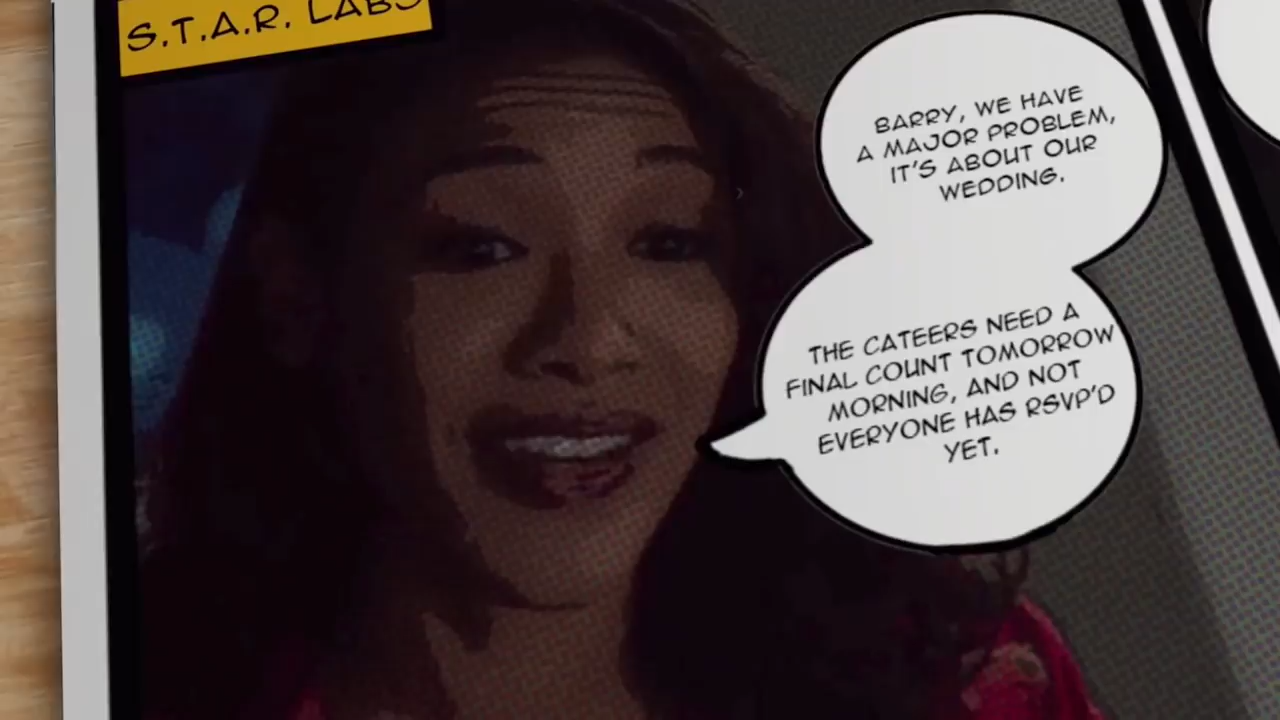 S.T.A.R. LABS
BARRY, WE HAVE
A MAJOR PROBLEM,
IT'S ABOUT OUR
WEDDING.
THE CATEERS NEED A
FINAL COUNT TOMORROW
MORNING, AND NOT
EVERYONE HAS RSVP'D
YET.